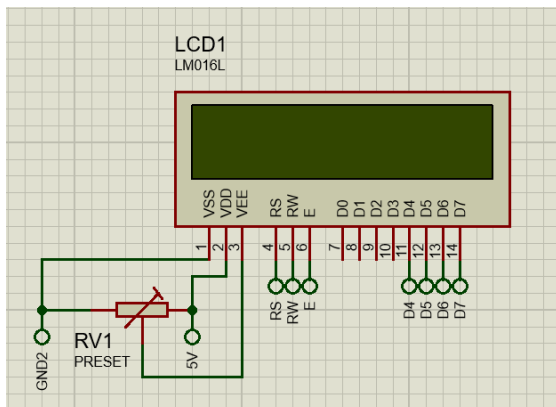 LCD1
LM016L
VSS VDD VEE RS RW E D0 D1 D2 D3 D4 D5 D6 D7
1 2 3 4 5 6 7 8 9 10 11 12 13 14
RS RW E D4 D5 D6 D7
RV1
PRESET
GND2
5V